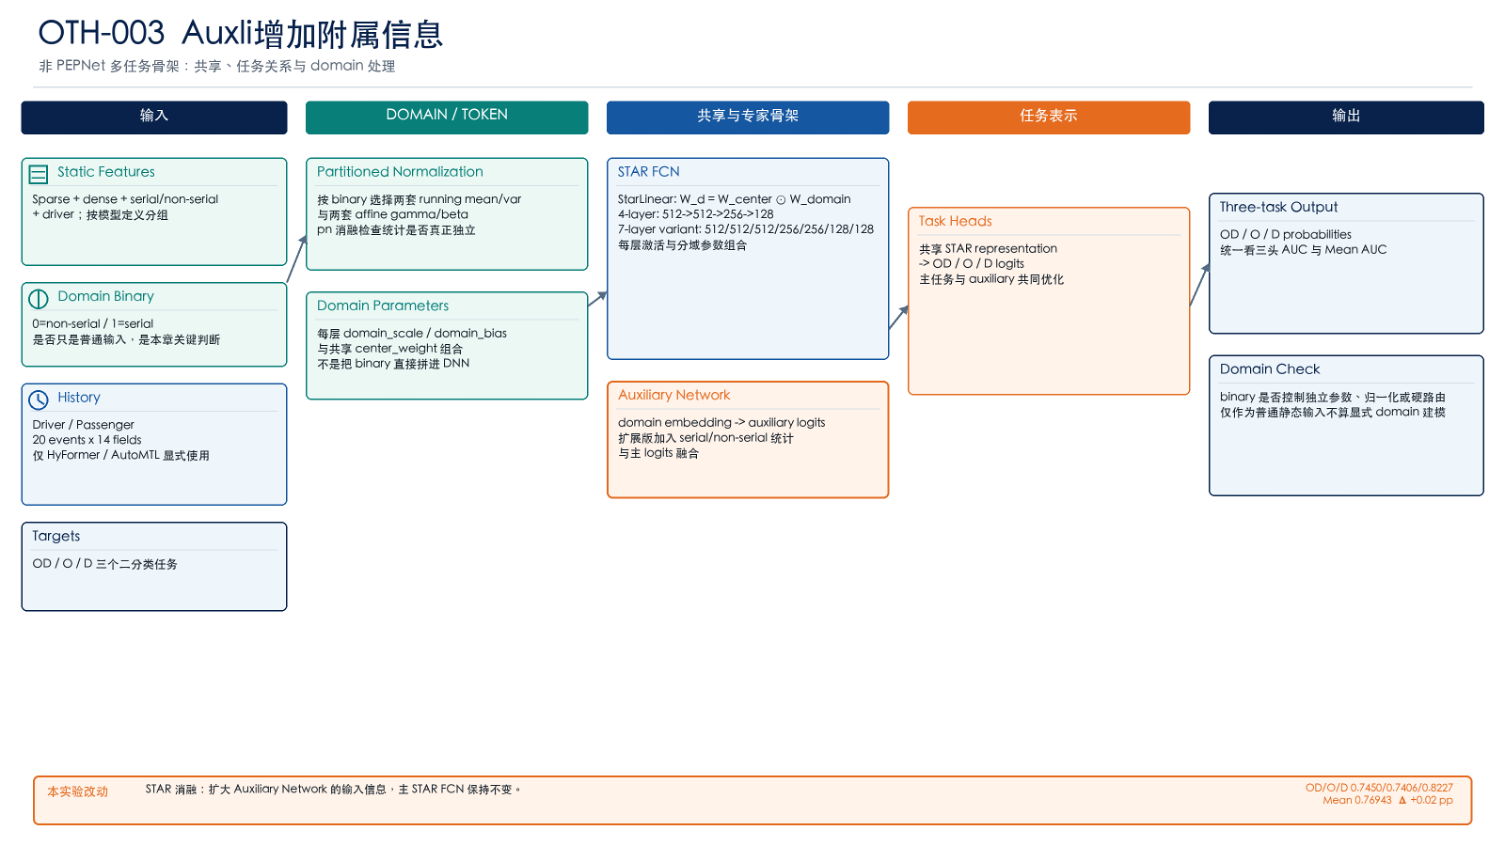 OTH-003 Auxli增加附属信息
非 PEPNet 多任务骨架：共享、任务关系与 domain 处理
输入
Static Features
Sparse + dense + serial/non-serial
+ driver；按模型定义分组
Domain Binary
0=non-serial / 1=serial
是否只是普通输入，是本章关键判断
History
Driver / Passenger
20 events x 14 fields
仅 HyFormer / AutoMTL 显式使用
Targets
OD / O / D 三个二分类任务
DOMAIN / TOKEN
Partitioned Normalization
按 binary 选择两套 running mean/var
与两套 affine gamma/beta
pn 消融检查统计是否真正独立
Domain Parameters
每层 domain_scale / domain_bias
与共享 center_weight 组合
不是把 binary 直接拼进 DNN
共享与专家骨架
STAR FCN
StarLinear: W_d = W_center ⊙ W_domain
4-layer: 512->512->256->128
7-layer variant: 512/512/512/256/256/128/128
每层激活与分域参数组合
Auxiliary Network
domain embedding -> auxiliary logits
扩展版加入 serial/non-serial 统计
与主 logits 融合
任务表示
Task Heads
共享 STAR representation
-> OD / O / D logits
主任务与 auxiliary 共同优化
输出
Three-task Output
OD / O / D probabilities
统一看三头 AUC 与 Mean AUC
Domain Check
binary 是否控制独立参数、归一化或硬路由
仅作为普通静态输入不算显式 domain 建模
本实验改动
STAR 消融：扩大 Auxiliary Network 的输入信息，主 STAR FCN 保持不变。
OD/O/D 0.7450/0.7406/0.8227
Mean 0.76943 Δ +0.02 pp